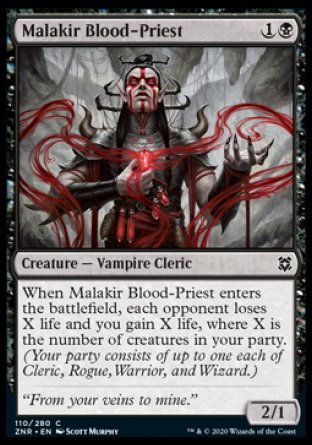 Malakir Blood-Priest 1
Creature — Vampire Cleric
When Malakir Blood-Priest enters
the battlefield, each opponent loses
X life and you gain X life, where X is
the number of creatures in your party.
(Your party consists of up to one each of
Cleric, Rogue, Warrior, and Wizard.)
"From your veins to mine."
2/1
110/280 C
ZNR • EN Scott Murphy
™ & © 2020 Wizards of the Coast